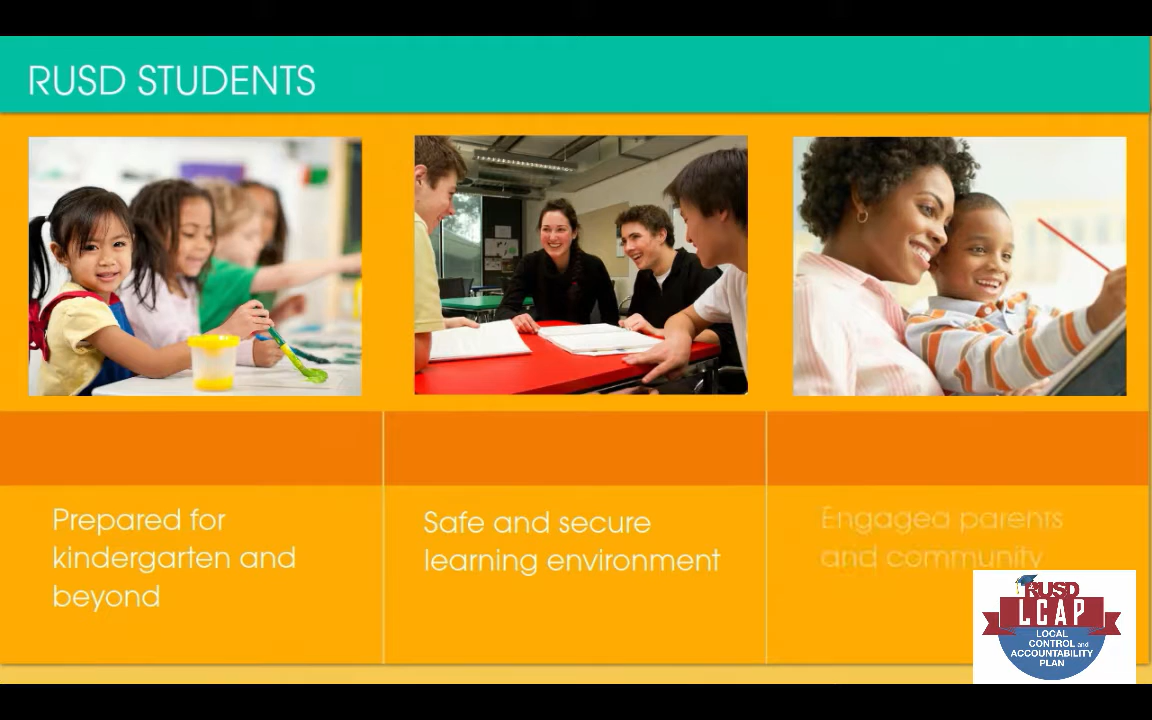 RUSD STUDENTS
Prepared for
kindergarten and
beyond
Safe and secure
learning environment
Engaged parents
and community
RUSD
LCAP
LOCAL
CONTROL and
ACCOUNTABILITY
PLAN